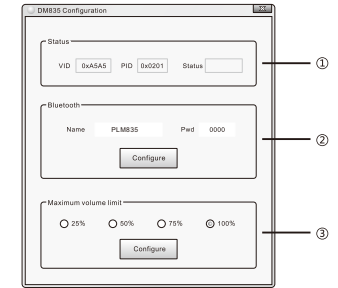 DM835 Configuration
Status
VID 0xA5A5 PID 0x0201 Status
①
Bluetooth
Name PLM835 Pwd 0000
②
Configure
Maximum volume limit
25% 50% 75% 100%
③
Configure